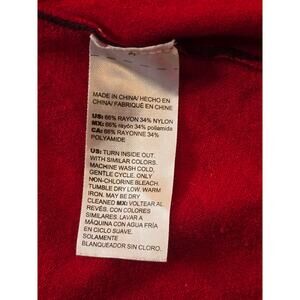 MADE IN CHINA/ HECHO EN
CHINA/ FABRIQUÉ EN CHINE
US: 66% RAYON 34% NYLON
MX: 66% rayón 34% poliamida
CA: 66% RAYONNE 34%
POLYAMIDE
US: TURN INSIDE OUT.
WITH SIMILAR COLORS.
MACHINE WASH COLD,
GENTLE CYCLE. ONLY
NON-CHLORINE BLEACH.
TUMBLE DRY LOW. WARM
IRON. MAY BE DRY
CLEANED MX: VOLTEAR AL
REVÉS. CON COLORES
SIMILARES. LAVAR A
MÁQUINA CON AGUA FRÍA
EN CICLO SUAVE.
SOLAMENTE
BLANQUEADOR SIN CLORO.